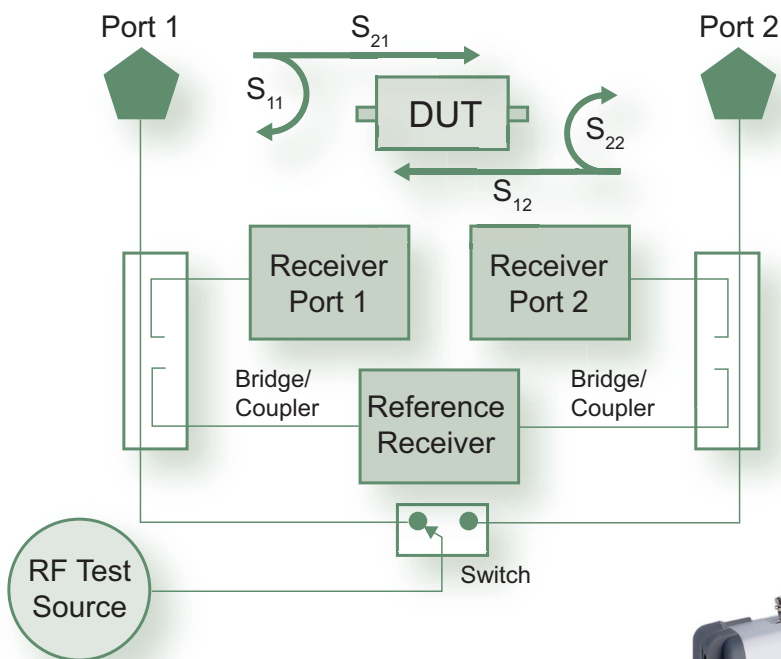 Port 1
Port 2
S₂₁
S₁₁
DUT
S₂₂
S₁₂
Receiver
Port 1
Receiver
Port 2
Bridge/
Coupler
Reference
Receiver
Bridge/
Coupler
RF Test
Source
Switch